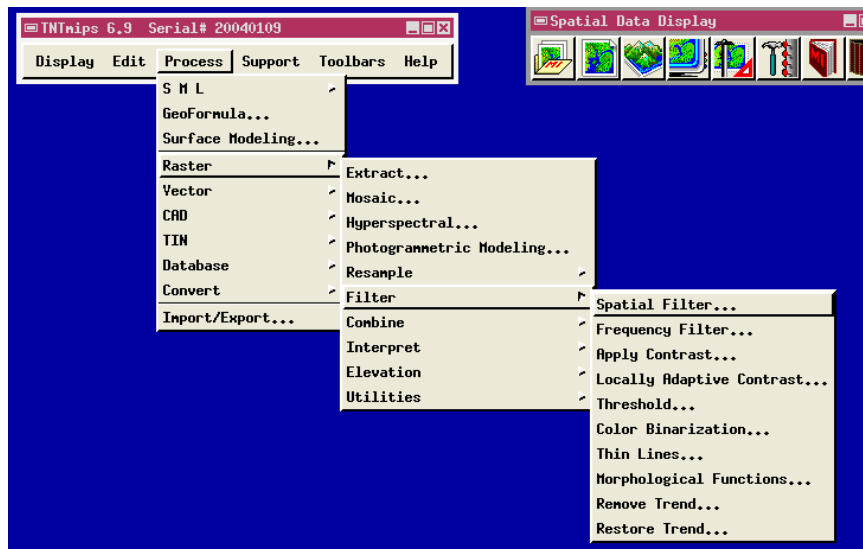 TNTmips 6.9 Serial# 20040109
Display Edit Process Support Toolbars Help
S M L
GeoFormula...
Surface Modeling...
Raster
Vector
CAD
TIN
Database
Convert
Import/Export...
Extract...
Mosaic...
Hyperspectral...
Photogrammetric Modeling...
Resample
Filter
Combine
Interpret
Elevation
Utilities
Spatial Filter...
Frequency Filter...
Apply Contrast...
Locally Adaptive Contrast...
Threshold...
Color Binarization...
Thin Lines...
Morphological Functions...
Remove Trend...
Restore Trend...
Spatial Data Display